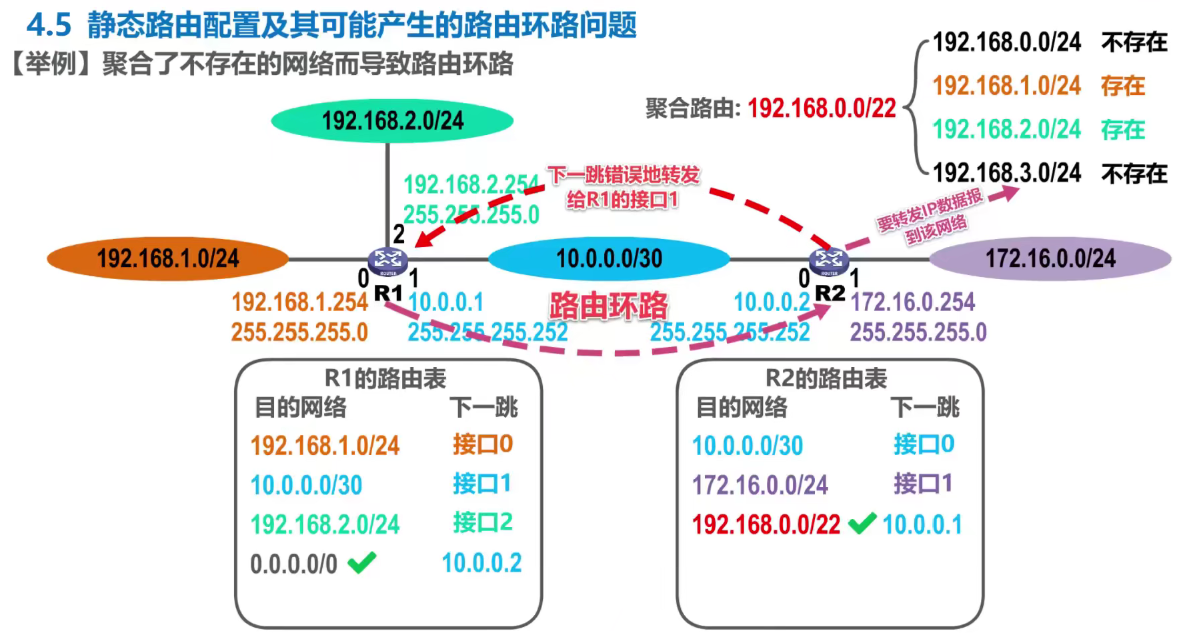 4.5 静态路由配置及其可能产生的路由环路问题
【举例】聚合了不存在的网络而导致路由环路
聚合路由: 192.168.0.0/22
192.168.0.0/24 不存在
192.168.1.0/24 存在
192.168.2.0/24 存在
192.168.3.0/24 不存在
192.168.2.0/24
192.168.2.254
255.255.255.0
下一跳错误地转发
给R1的接口1
要转发IP数据报
到该网络
192.168.1.0/24
10.0.0.0/30
172.16.0.0/24
2
0
1
ROUTER
R1
0
1
ROUTER
R2
192.168.1.254
255.255.255.0
10.0.0.1
255.255.255.252
路由环路
10.0.0.2
255.255.255.252
172.16.0.254
255.255.255.0
R1的路由表
目的网络 下一跳
192.168.1.0/24 接口0
10.0.0.0/30 接口1
192.168.2.0/24 接口2
0.0.0.0/0 10.0.0.2
R2的路由表
目的网络 下一跳
10.0.0.0/30 接口0
172.16.0.0/24 接口1
192.168.0.0/22 10.0.0.1